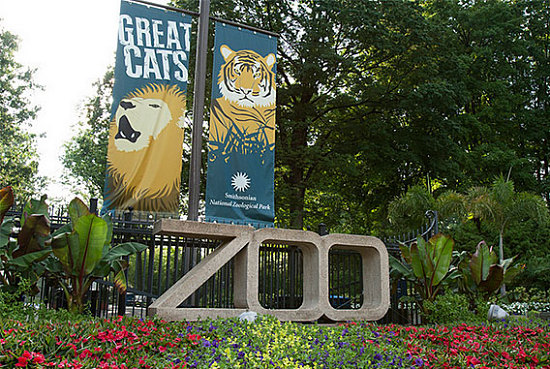 GREAT
CATS
Smithsonian
National Zoological Park
ZOO